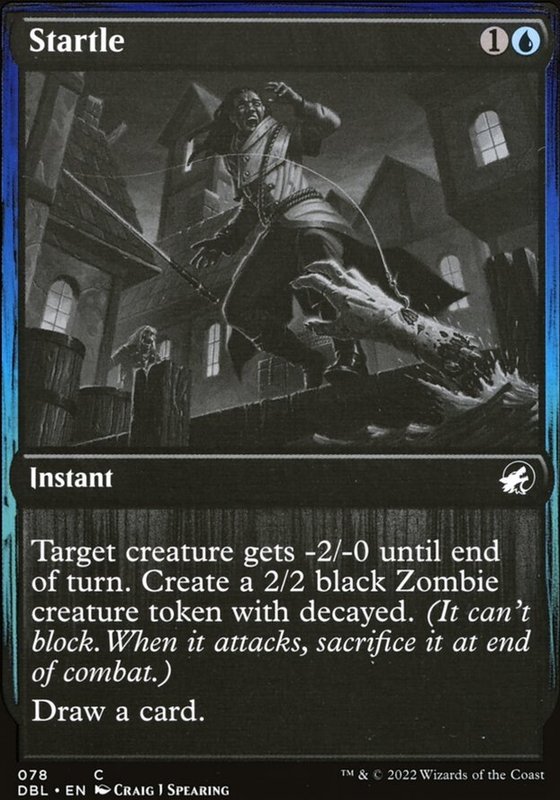 Startle
1
Instant
Target creature gets -2/-0 until end
of turn. Create a 2/2 black Zombie
creature token with decayed. (It can't
block. When it attacks, sacrifice it at end
of combat.)
Draw a card.
078 C
DBL • EN Craig J Spearing
™ & © 2022 Wizards of the Coast